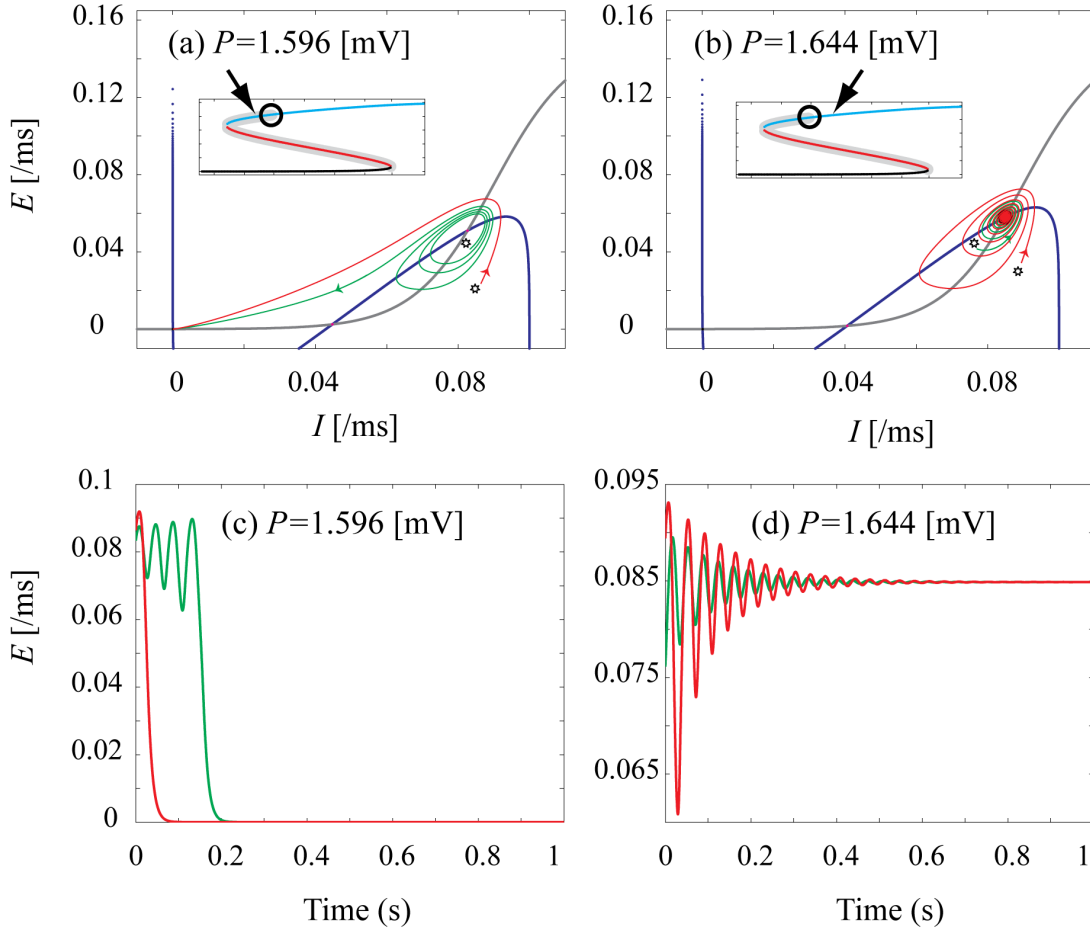 0.16
(a) P=1.596 [mV]
0.12
E [/ms]
0.08
0.04
0
0 0.04 0.08
I [/ms]
0.16
(b) P=1.644 [mV]
0.12
0.08
0.04
0
0 0.04 0.08
I [/ms]
0.1
(c) P=1.596 [mV]
0.08
E [/ms]
0.06
0.04
0.02
0
0 0.2 0.4 0.6 0.8 1
Time (s)
0.095
(d) P=1.644 [mV]
0.085
0.075
0.065
0 0.2 0.4 0.6 0.8 1
Time (s)